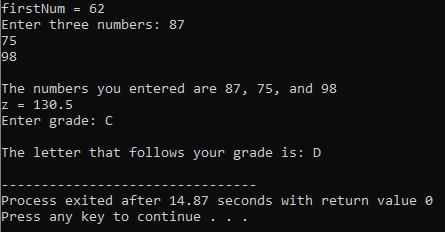 firstNum = 62
Enter three numbers: 87
75
98
The numbers you entered are 87, 75, and 98
z = 130.5
Enter grade: C
The letter that follows your grade is: D
--------------------------------
Process exited after 14.87 seconds with return value 0
Press any key to continue . . .